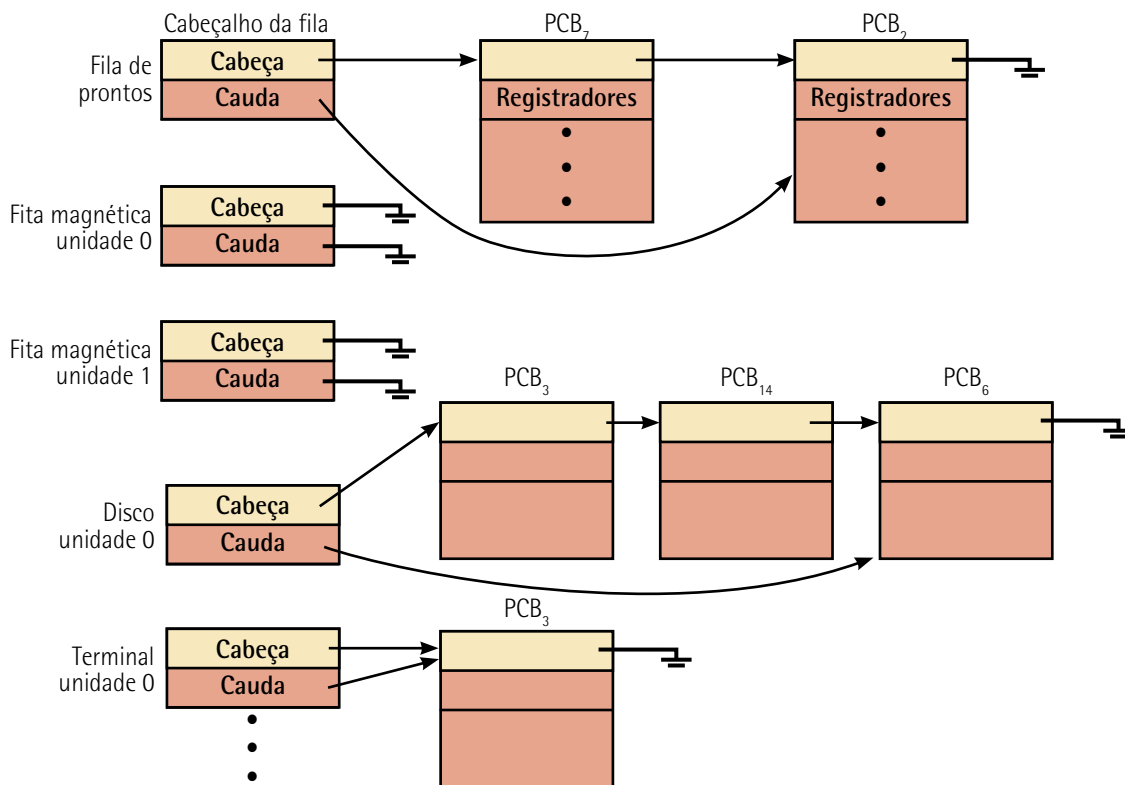 Cabeçalho da fila
PCB7
PCB2
Fila de
prontos
Cabeça
Cauda
Registradores
Registradores
Fita magnética
unidade 0
Cabeça
Cauda
Fita magnética
unidade 1
Cabeça
Cauda
PCB3
PCB14
PCB6
Disco
unidade 0
Cabeça
Cauda
PCB3
Terminal
unidade 0
Cabeça
Cauda